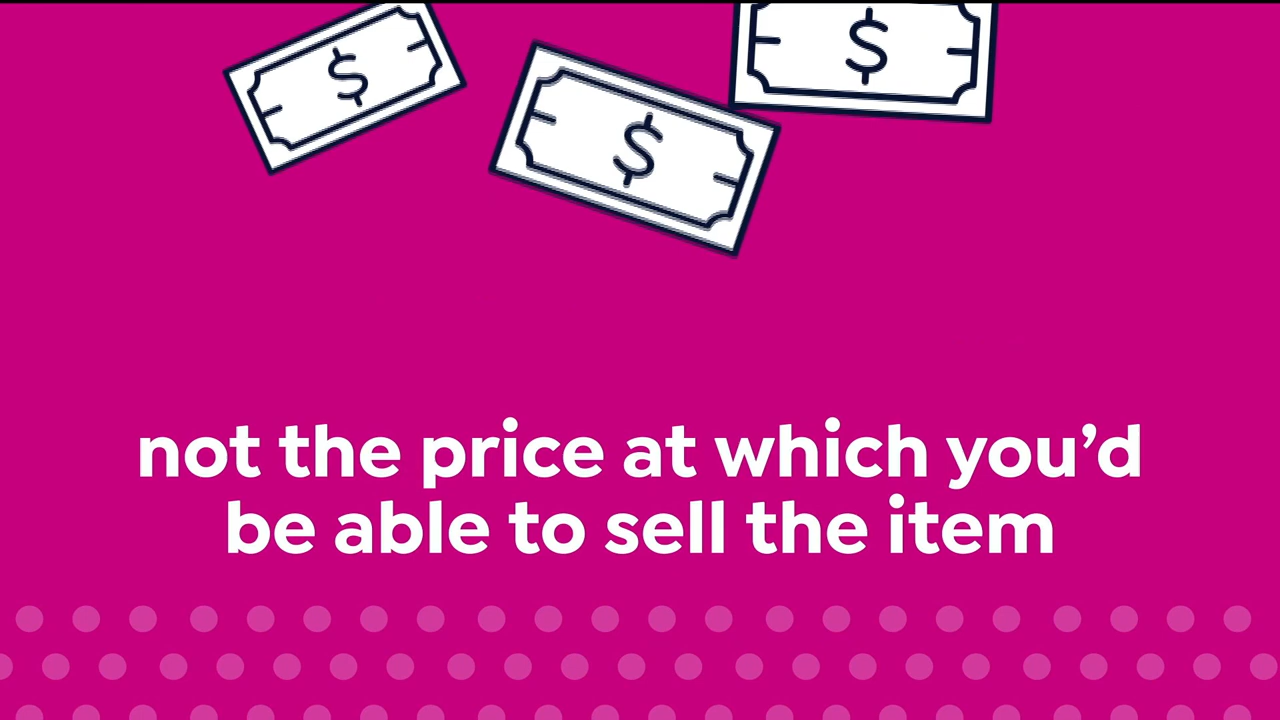 $
$
$
not the price at which you’d
be able to sell the item